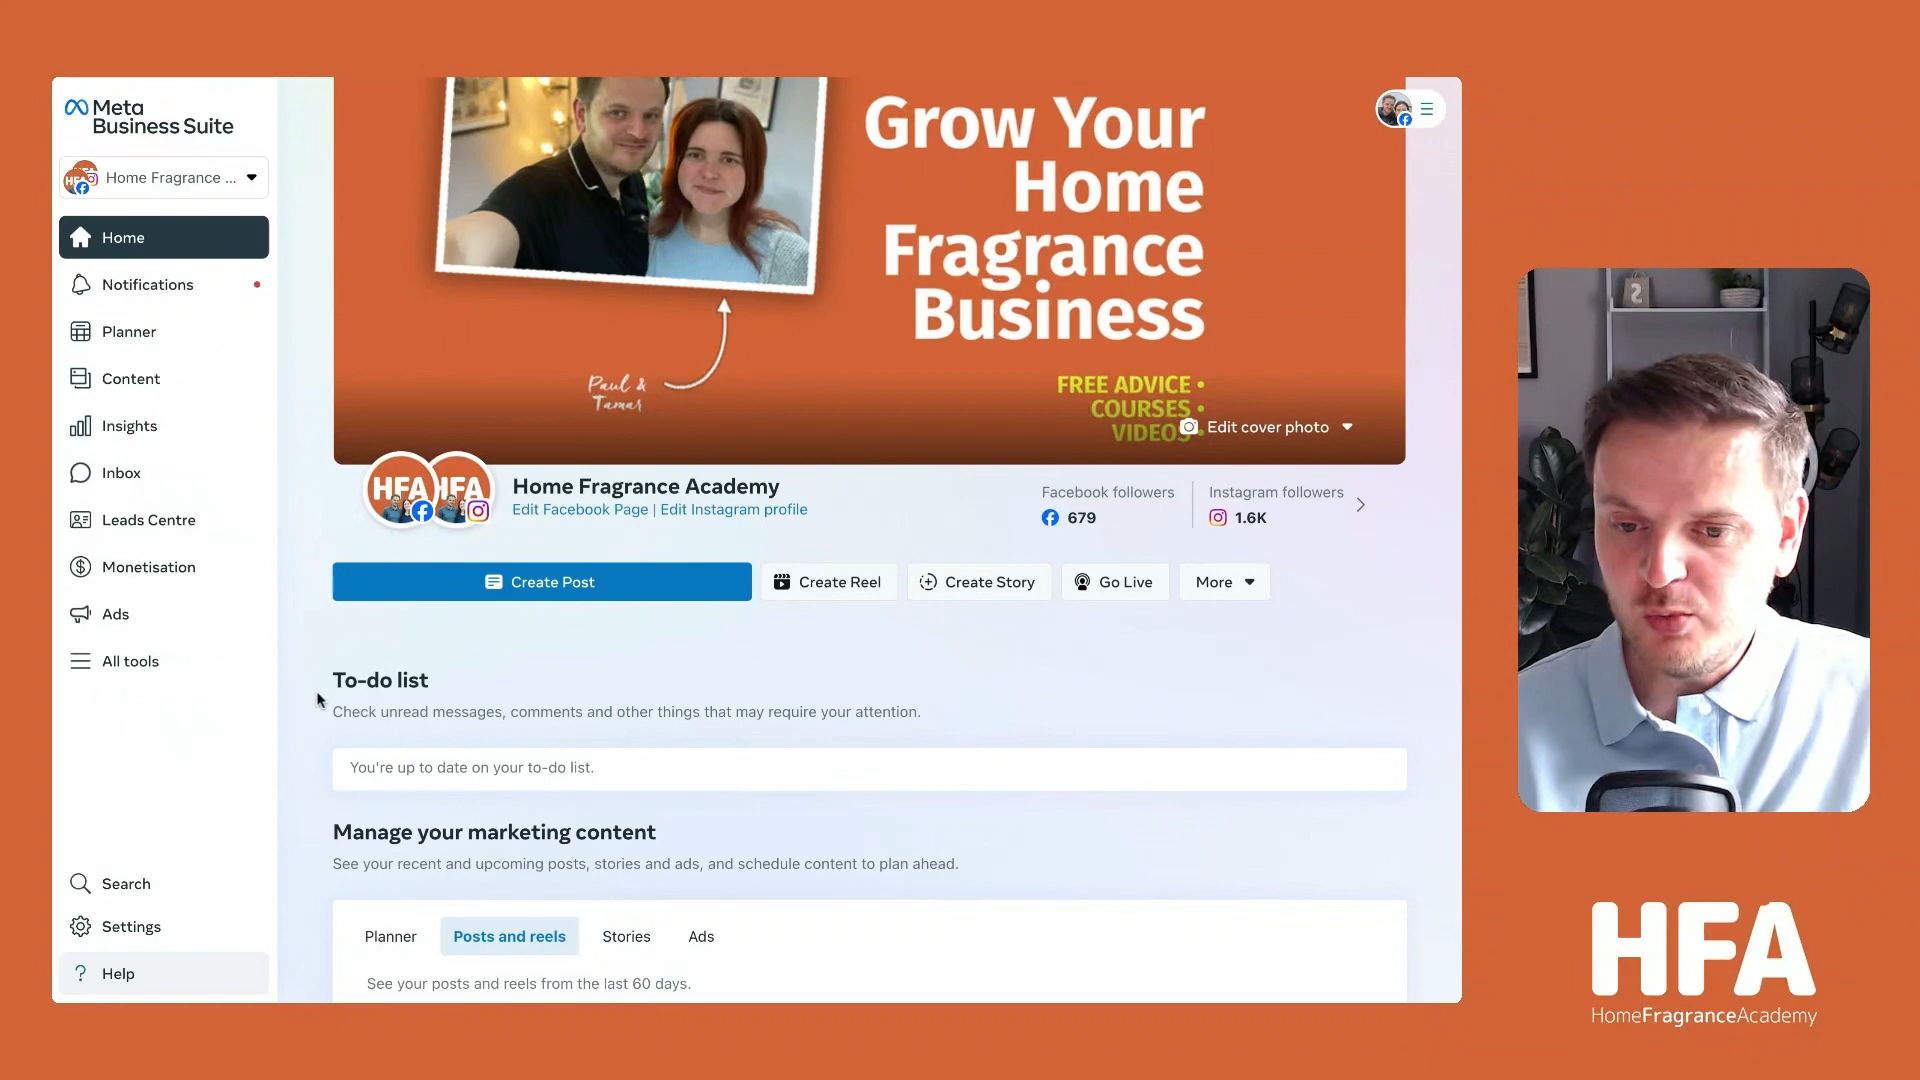 Meta
Business Suite
Home Fragrance ...
Home
Notifications
Planner
Content
Insights
Inbox
Leads Centre
Monetisation
Ads
All tools
Search
Settings
Help
Grow Your
Home
Fragrance
Business
Paul &
Tamar
FREE ADVICE •
COURSES •
VIDEOS •
Edit cover photo
HFA HFA
Home Fragrance Academy
Edit Facebook Page | Edit Instagram profile
Facebook followers
679
Instagram followers
1.6K
Create Post
Create Reel
Create Story
Go Live
More
To-do list
Check unread messages, comments and other things that may require your attention.
You're up to date on your to-do list.
Manage your marketing content
See your recent and upcoming posts, stories and ads, and schedule content to plan ahead.
Planner
Posts and reels
Stories
Ads
See your posts and reels from the last 60 days.
HFA
HomeFragranceAcademy